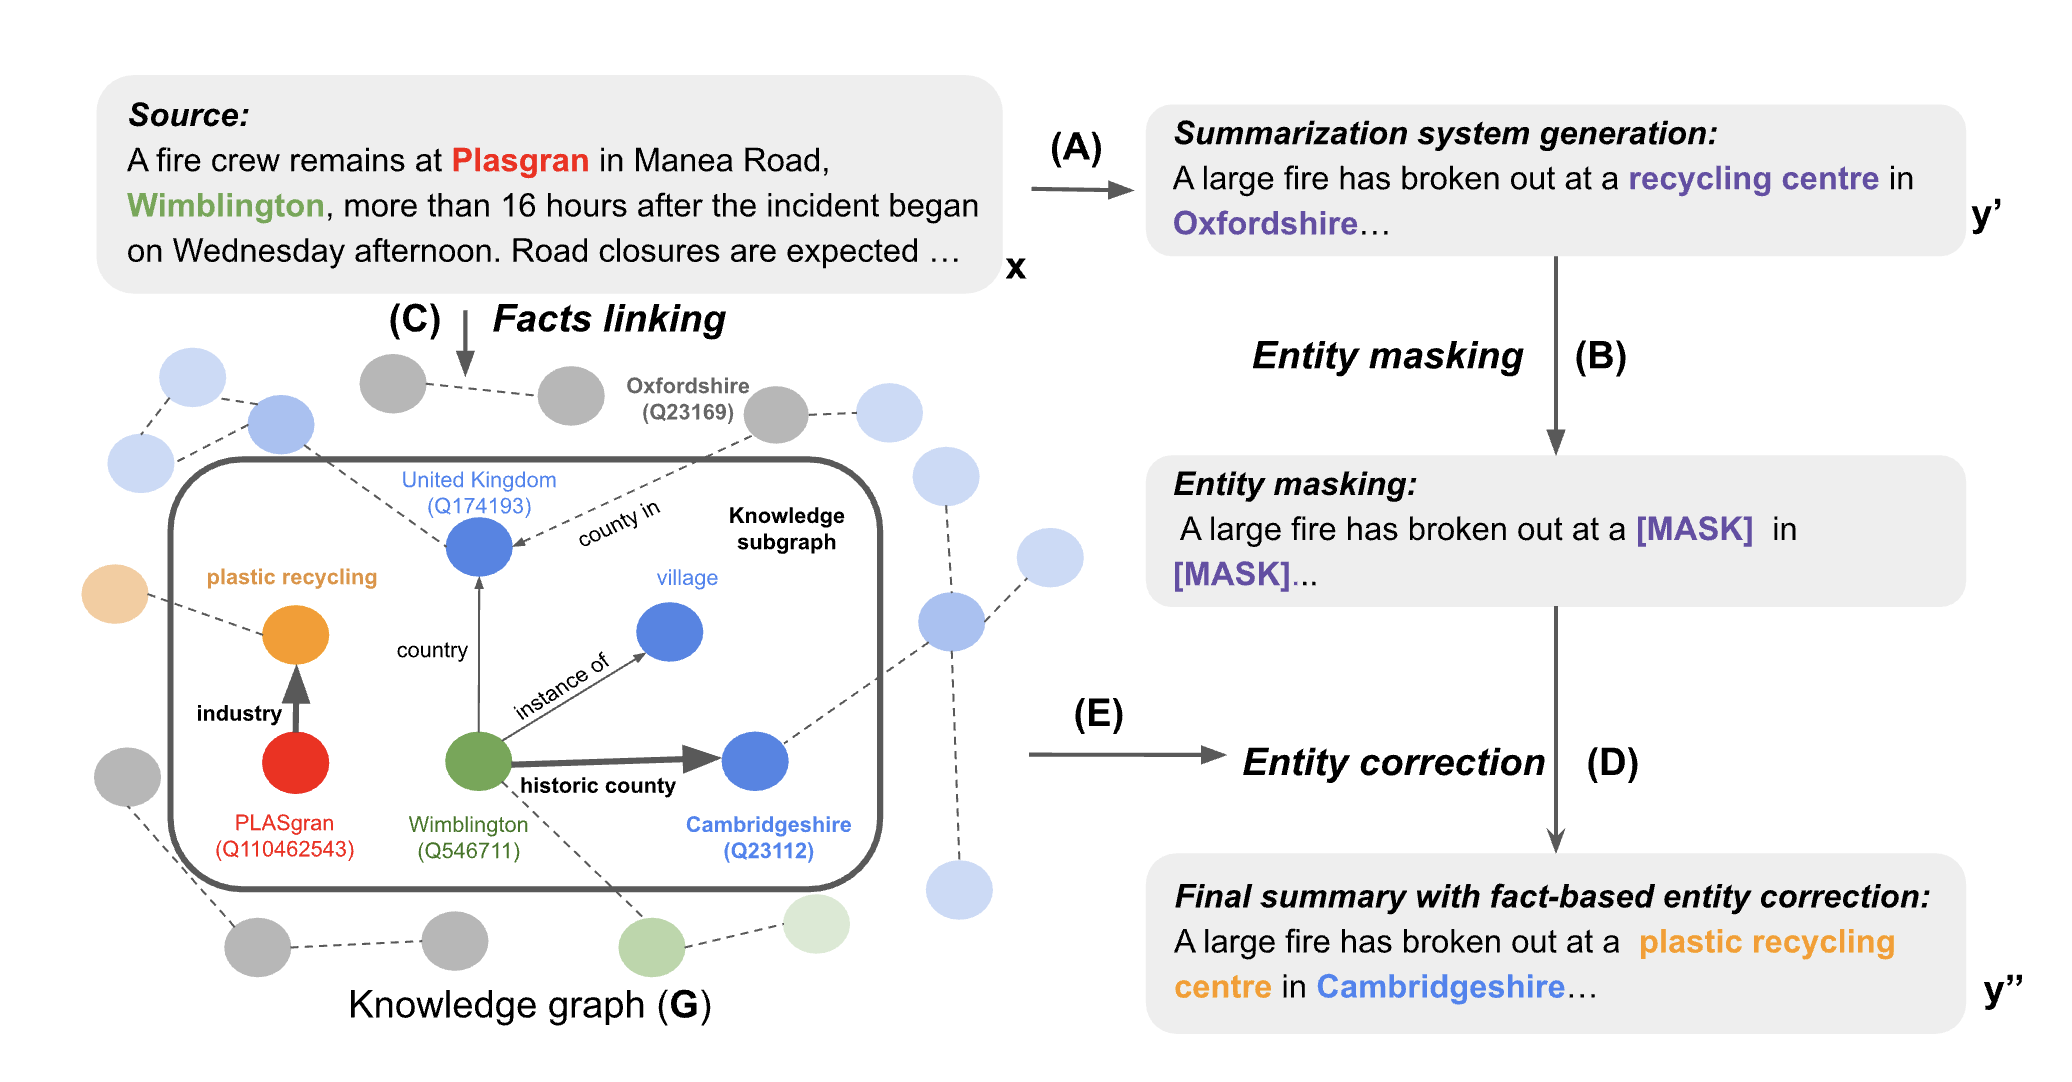 Source:
A fire crew remains at Plasgran in Manea Road,
Wimblington, more than 16 hours after the incident began
on Wednesday afternoon. Road closures are expected …
x
(A)
Summarization system generation:
A large fire has broken out at a recycling centre in
Oxfordshire…
y’
(C) Facts linking
Entity masking (B)
Oxfordshire
(Q23169)
United Kingdom
(Q174193)
county in
Knowledge
subgraph
plastic recycling
village
country
instance of
industry
historic county
PLASgran
(Q110462543)
Wimblington
(Q546711)
Cambridgeshire
(Q23112)
Knowledge graph (G)
Entity masking:
A large fire has broken out at a [MASK] in
[MASK]...
(E)
Entity correction (D)
Final summary with fact-based entity correction:
A large fire has broken out at a plastic recycling
centre in Cambridgeshire…
y”